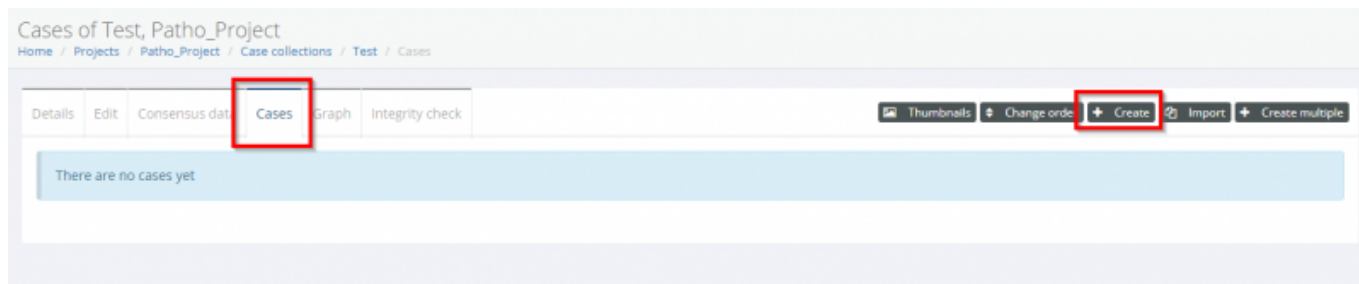 Cases of Test, Patho_Project
Home / Projects / Patho_Project / Case collections / Test / Cases
Details Edit Consensus data Cases Graph Integrity check Thumbnails Change order Create Import Create multiple
There are no cases yet